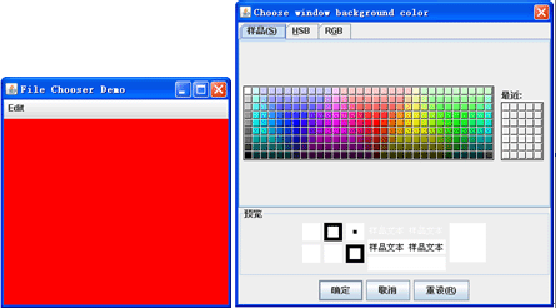 File Chooser Demo
Edit
Choose window background color
样品(S) HSB RGB
最近:
预览
样品文本 样品文本
样品文本 样品文本
确定 取消 重设(R)